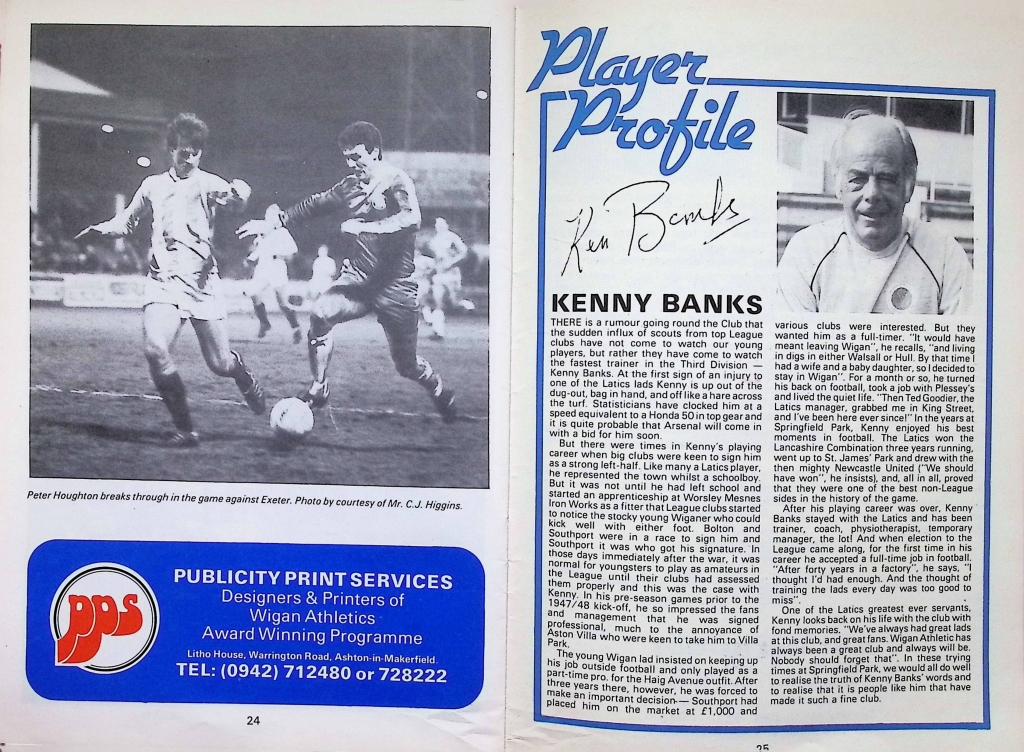 Peter Houghton breaks through in the game against Exeter. Photo by courtesy of Mr. C.J. Higgins.
pps
PUBLICITY PRINT SERVICES
Designers & Printers of
Wigan Athletics
Award Winning Programme
Litho House, Warrington Road, Ashton-in-Makerfield.
TEL: (0942) 712480 or 728222
24
Player
Profile
Ken Banks
KENNY BANKS
THERE is a rumour going round the Club that
the sudden influx of scouts from top League
clubs have not come to watch our young
players, but rather they have come to watch
the fastest trainer in the Third Division —
Kenny Banks. At the first sign of an injury to
one of the Latics lads Kenny is up out of the
dug-out, bag in hand, and off like a hare across
the turf. Statisticians have clocked him at a
speed equivalent to a Honda 50 in top gear and
it is quite probable that Arsenal will come in
with a bid for him soon.
But there were times in Kenny's playing
career when big clubs were keen to sign him
as a strong left-half. Like many a Latics player,
he represented the town whilst a schoolboy.
But it was not until he had left school and
started an apprenticeship at Worsley Mesnes
Iron Works as a fitter that League clubs started
to notice the stocky young Wiganer who could
kick well with either foot. Bolton and
Southport were in a race to sign him and
Southport it was who got his signature. In
those days immediately after the war, it was
normal for youngsters to play as amateurs in
the League until their clubs had assessed
them properly and this was the case with
Kenny. In his pre-season games prior to the
1947/48 kick-off, he so impressed the fans
and management that he was signed
professional, much to the annoyance of
Aston Villa who were keen to take him to Villa
Park.
The young Wigan lad insisted on keeping up
his job outside football and only played as a
part-time pro. for the Haig Avenue outfit. After
three years there, however, he was forced to
make an important decision — Southport had
placed him on the market at £1,000 and
various clubs were interested. But they
wanted him as a full-timer. "It would have
meant leaving Wigan", he recalls, "and living
in digs in either Walsall or Hull. By that time I
had a wife and a baby daughter, so I decided to
stay in Wigan". For a month or so, he turned
his back on football, took a job with Plessey's
and lived the quiet life. "Then Ted Goodier, the
Latics manager, grabbed me in King Street,
and I've been here ever since!" In the years at
Springfield Park, Kenny enjoyed his best
moments in football. The Latics won the
Lancashire Combination three years running,
went up to St. James' Park and drew with the
then mighty Newcastle United ("We should
have won", he insists), and, all in all, proved
that they were one of the best non-League
sides in the history of the game.
After his playing career was over, Kenny
Banks stayed with the Latics and has been
trainer, coach, physiotherapist, temporary
manager, the lot! And when election to the
League came along, for the first time in his
career he accepted a full-time job in football.
"After forty years in a factory", he says, "I
thought I'd had enough. And the thought of
training the lads every day was too good to
miss".
One of the Latics greatest ever servants,
Kenny looks back on his life with the club with
fond memories. "We've always had great lads
at this club, and great fans. Wigan Athletic has
always been a great club and always will be.
Nobody should forget that". In these trying
times at Springfield Park, we would all do well
to realise the truth of Kenny Banks' words and
to realise that it is people like him that have
made it such a fine club.
25